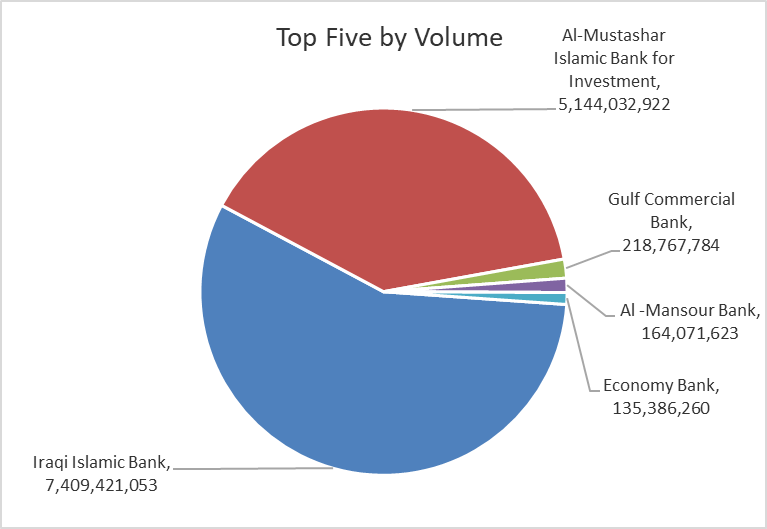 Top Five by Volume
Al-Mustashar
Islamic Bank for
Investment,
5,144,032,922
Gulf Commercial
Bank,
218,767,784
Al -Mansour Bank,
164,071,623
Economy Bank,
135,386,260
Iraqi Islamic Bank,
7,409,421,053